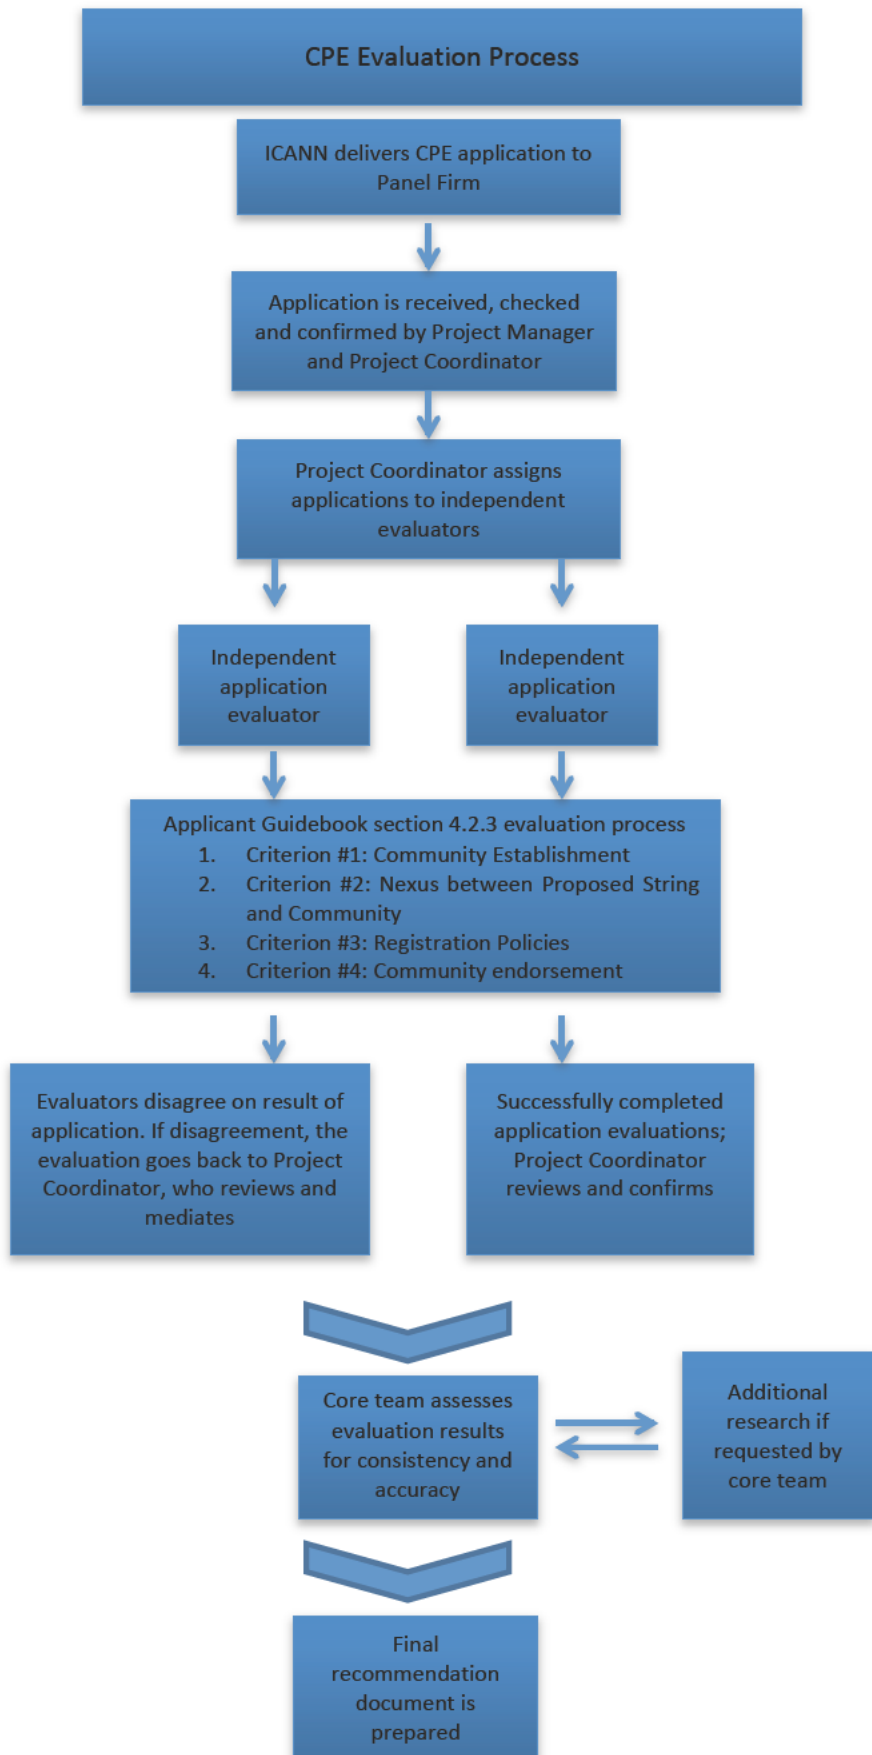 CPE Evaluation Process
ICANN delivers CPE application to
Panel Firm
Application is received, checked
and confirmed by Project Manager
and Project Coordinator
Project Coordinator assigns
applications to independent
evaluators
Independent
application
evaluator
Independent
application
evaluator
Applicant Guidebook section 4.2.3 evaluation process
1. Criterion #1: Community Establishment
2. Criterion #2: Nexus between Proposed String
and Community
3. Criterion #3: Registration Policies
4. Criterion #4: Community endorsement
Evaluators disagree on result of
application. If disagreement, the
evaluation goes back to Project
Coordinator, who reviews and
mediates
Successfully completed
application evaluations;
Project Coordinator
reviews and confirms
Core team assesses
evaluation results
for consistency and
accuracy
Additional
research if
requested by
core team
Final
recommendation
document is
prepared